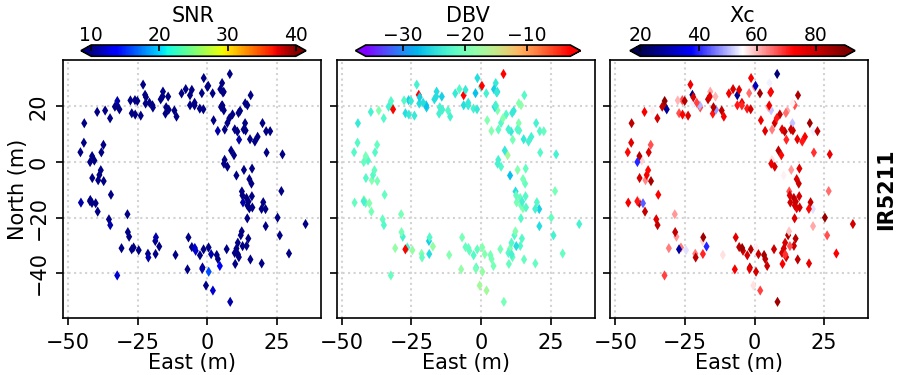 SNR DBV Xc
10 20 30 40 −30 −20 −10 20 40 60 80
20
0
−20
−40
North (m)
−50 −25 0 25 −50 −25 0 25 −50 −25 0 25
East (m) East (m) East (m)
IR5211